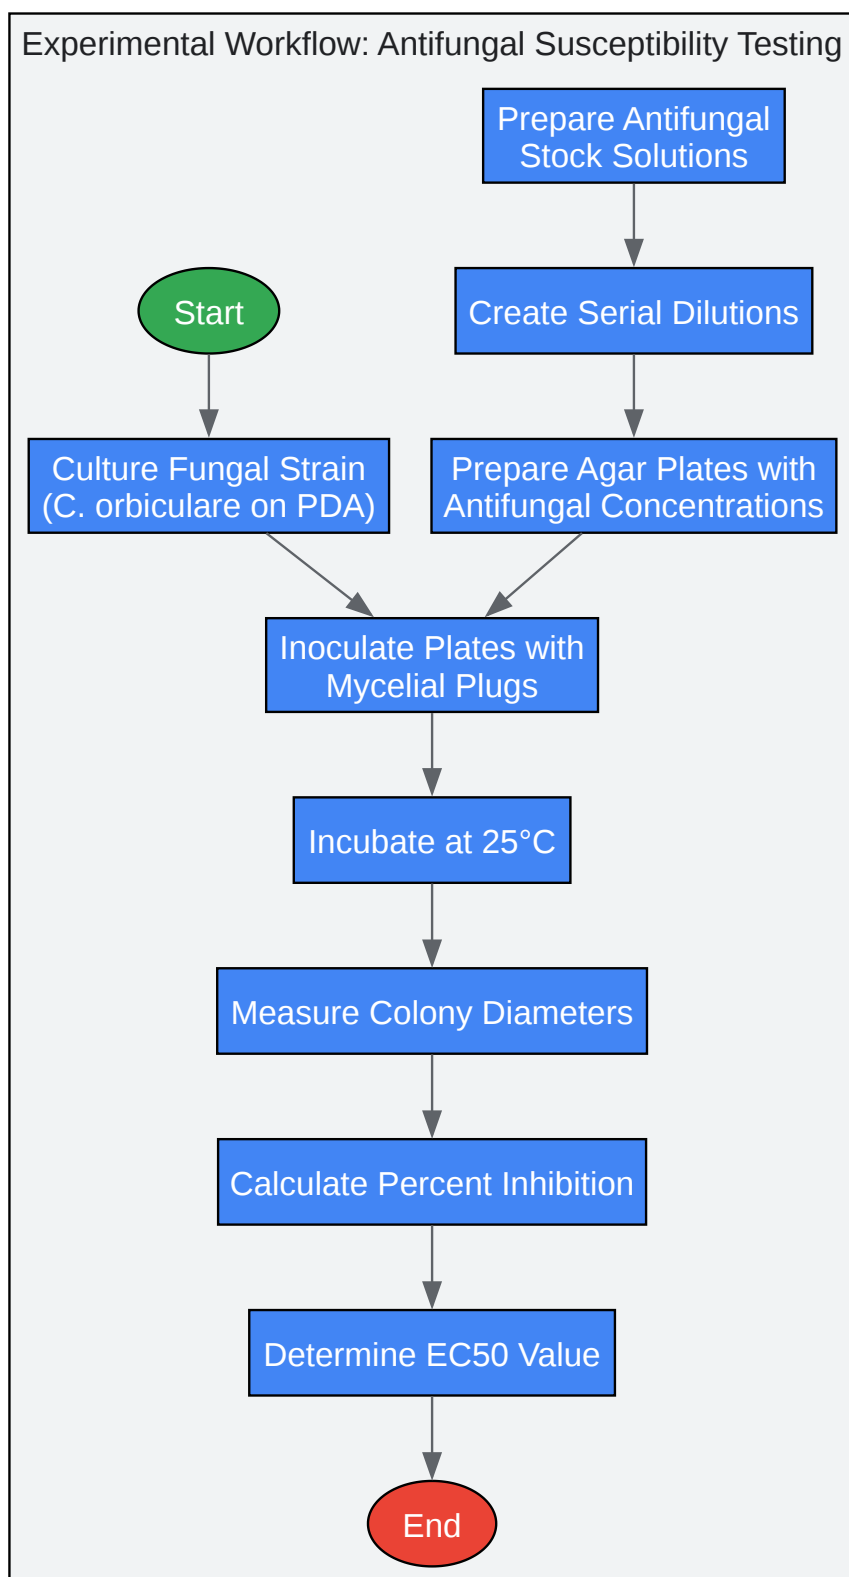 Experimental Workflow: Antifungal Susceptibility Testing
Prepare Antifungal
Stock Solutions
Start
Create Serial Dilutions
Culture Fungal Strain
(C. orbiculare on PDA)
Prepare Agar Plates with
Antifungal Concentrations
Inoculate Plates with
Mycelial Plugs
Incubate at 25°C
Measure Colony Diameters
Calculate Percent Inhibition
Determine EC50 Value
End